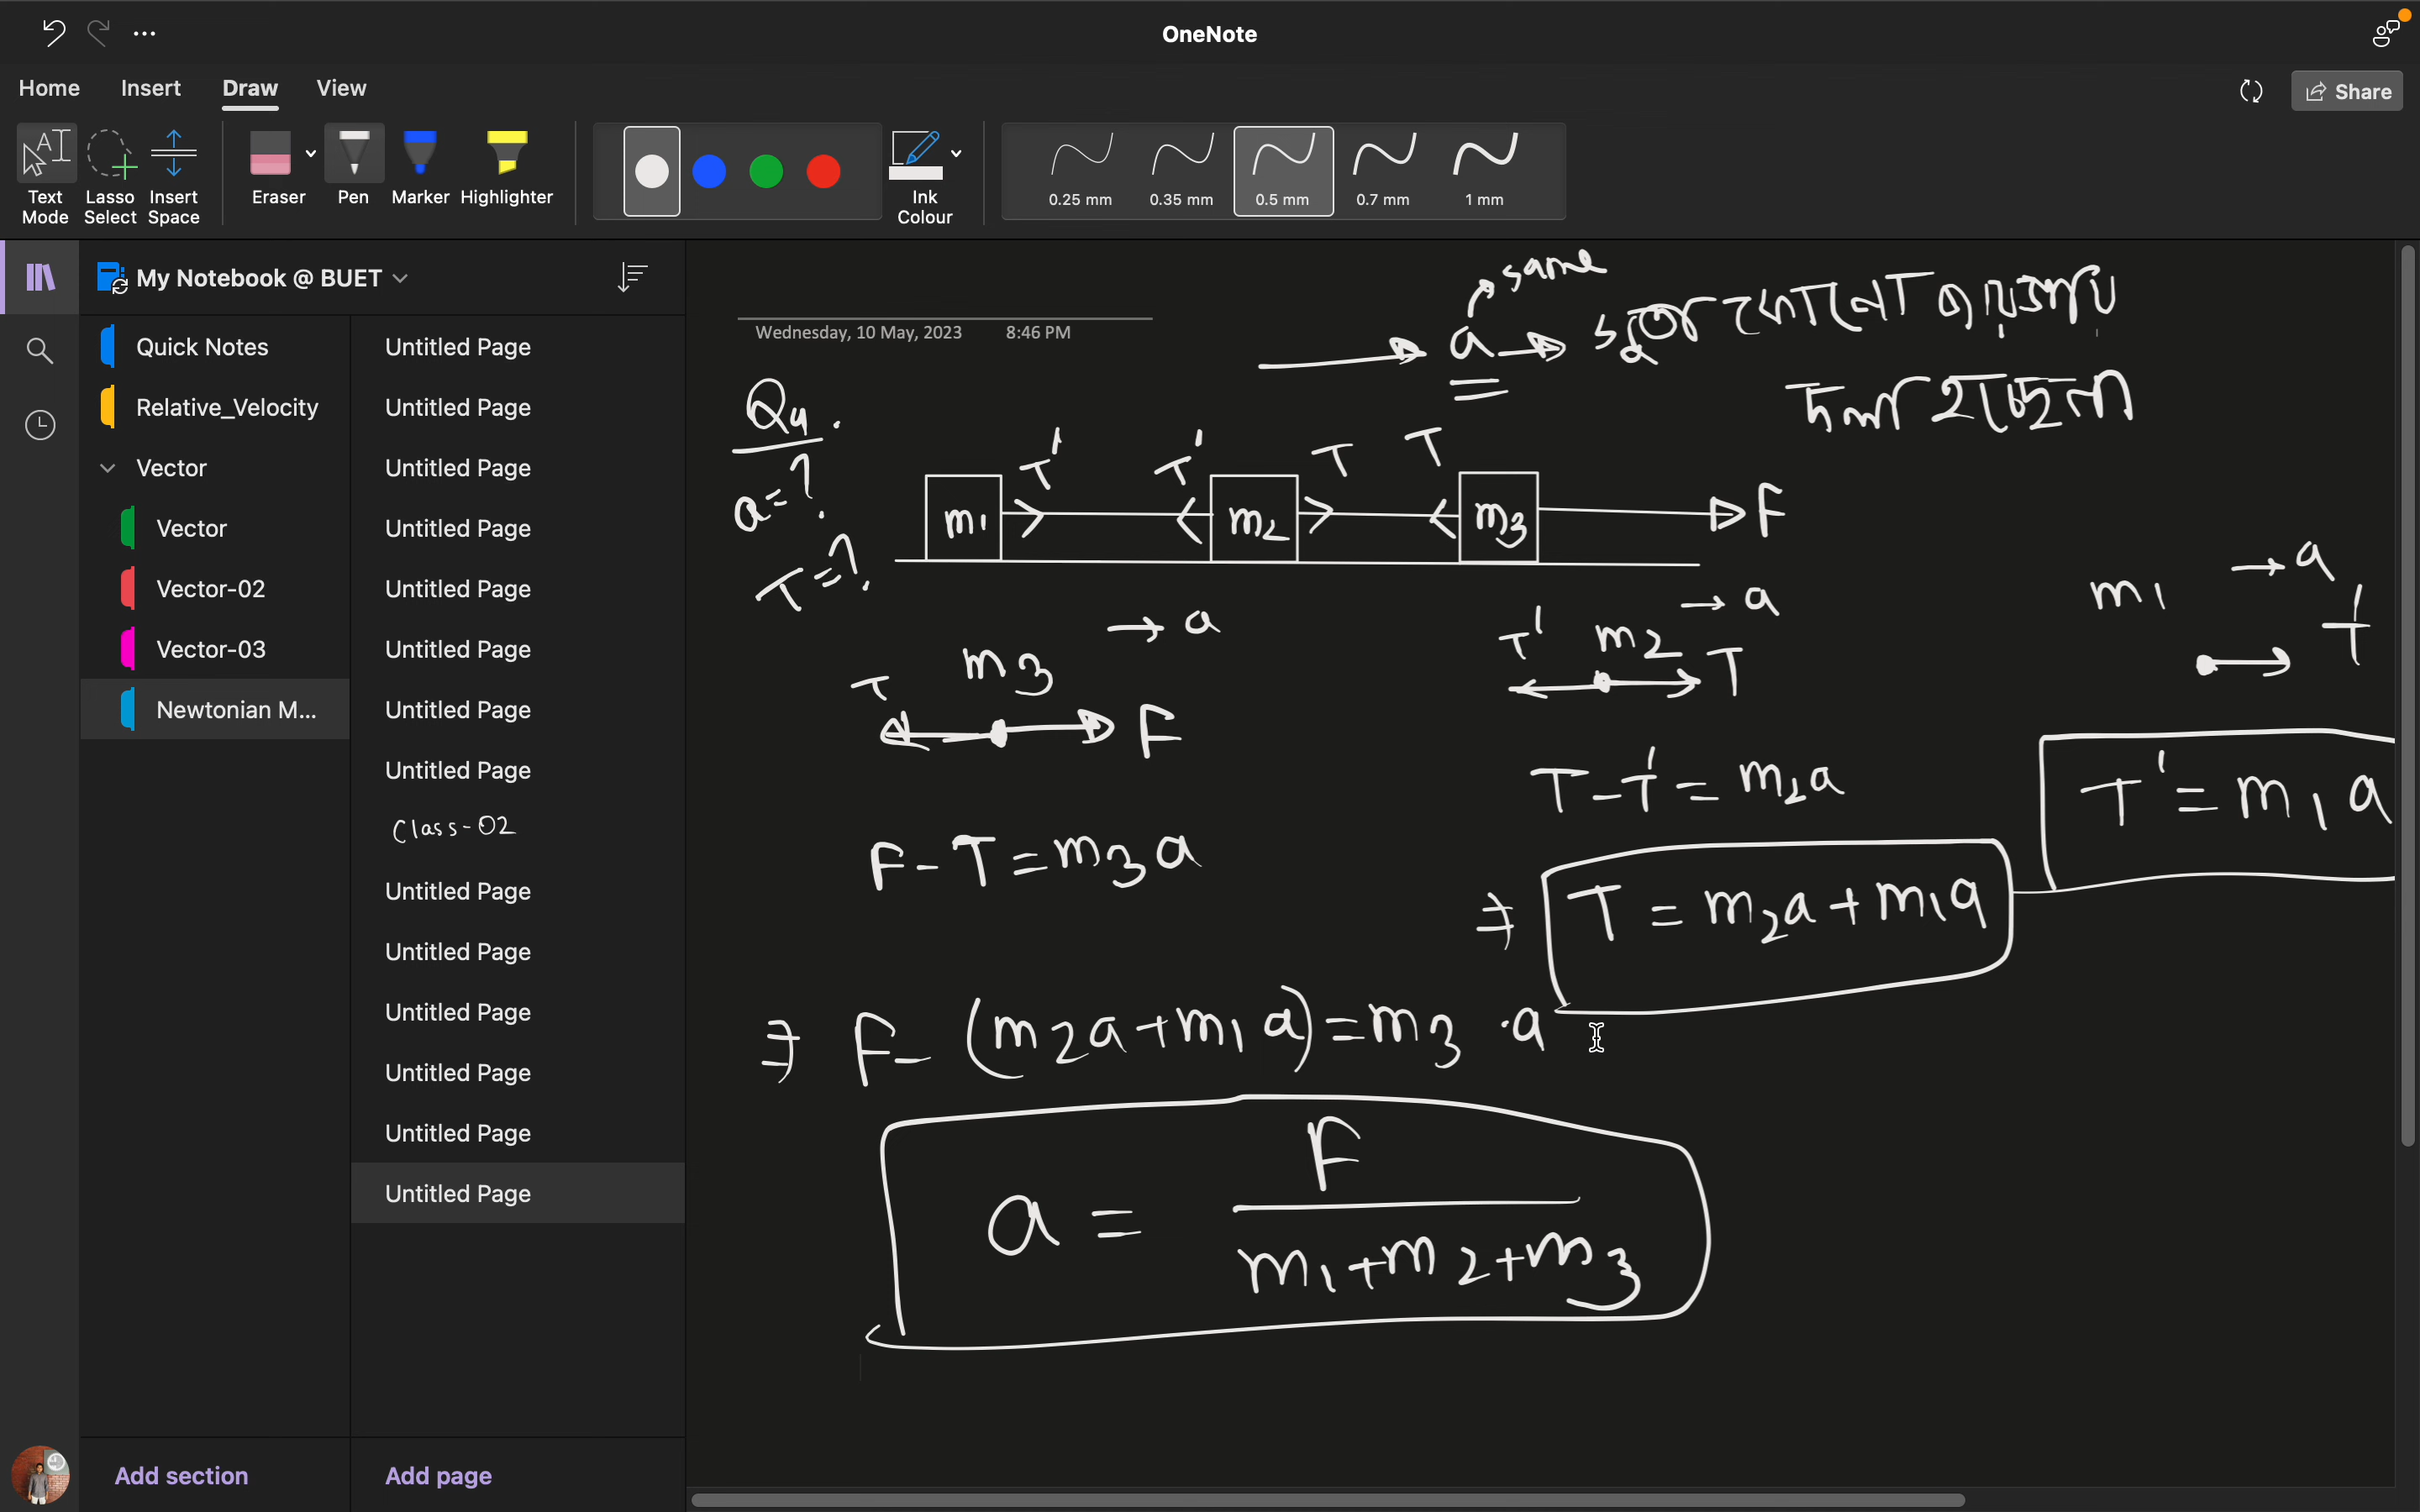 OneNote
Home Insert Draw View
Share
Text Mode
Lasso Select
Insert Space
Eraser
Pen
Marker
Highlighter
Ink Colour
0.25 mm
0.35 mm
0.5 mm
0.7 mm
1 mm
My Notebook @ BUET
Quick Notes
Relative_Velocity
Vector
Vector
Vector-02
Vector-03
Newtonian M...
Add section
Untitled Page
Untitled Page
Untitled Page
Untitled Page
Untitled Page
Untitled Page
Untitled Page
Untitled Page
Class-02
Untitled Page
Untitled Page
Untitled Page
Untitled Page
Untitled Page
Untitled Page
Add page
Wednesday, 10 May, 2023 8:46 PM
same
a
Q4.
a=?
T=?
T' T' T T
m1 m2 m3 F
→ a
m3
T F
F-T=m3a
→ a
T' m2 T
T-T'=m2a
⇒ T=m2a+m1a
m1 → a
T'
T'=m1a
⇒ F-(m2a+m1a)=m3·a
a = F
m1+m2+m3